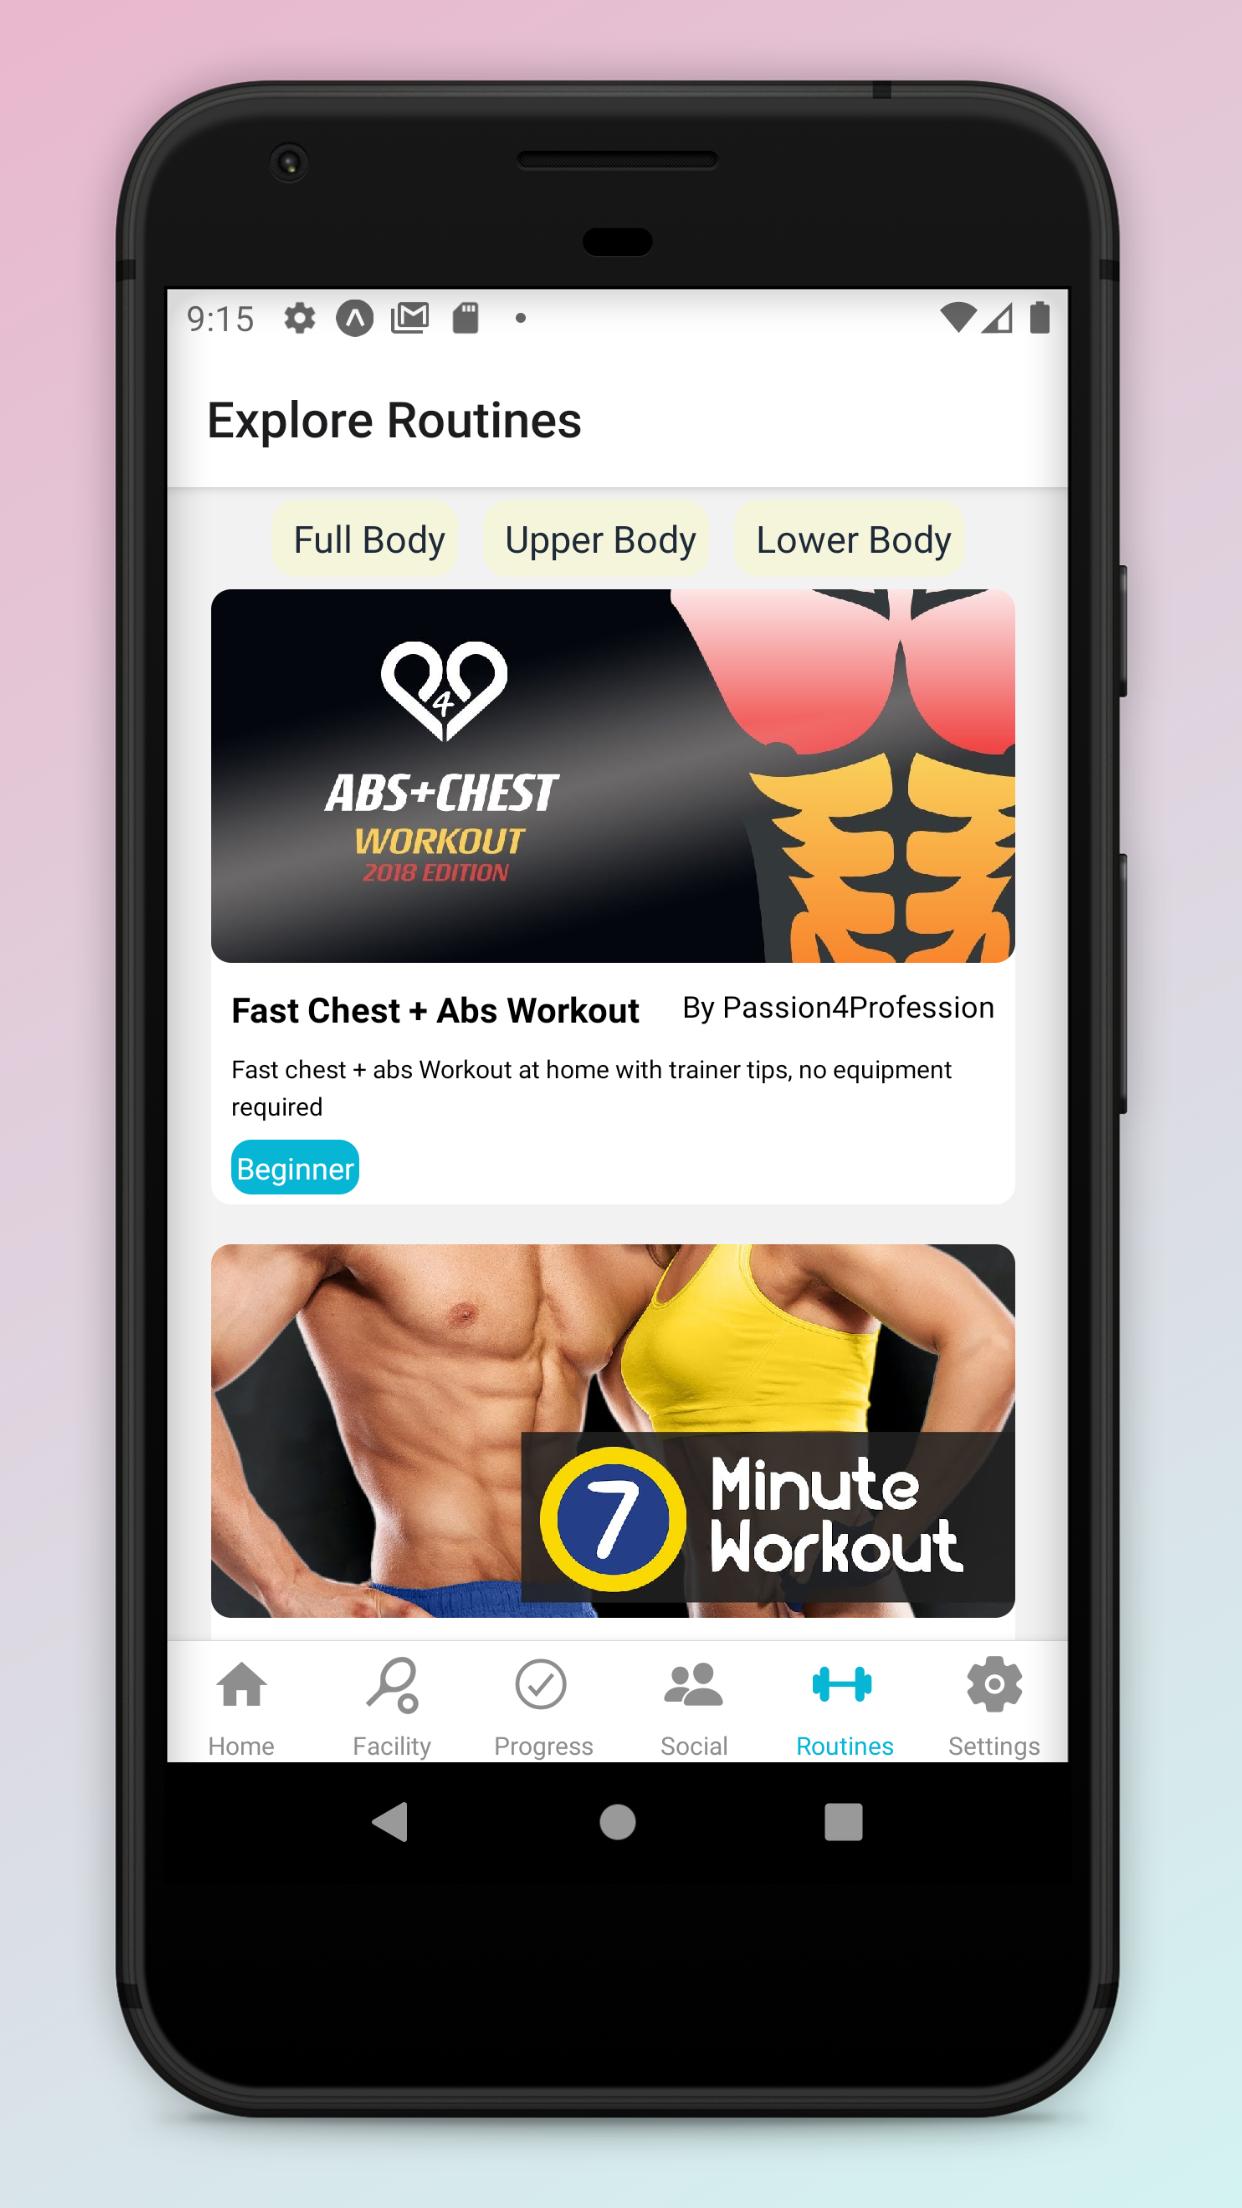 9:15
Explore Routines
Full Body
Upper Body
Lower Body
4
ABS+CHEST
WORKOUT
2018 EDITION
Fast Chest + Abs Workout
By Passion4Profession
Fast chest + abs Workout at home with trainer tips, no equipment
required
Beginner
7
Minute
Workout
Home
Facility
Progress
Social
Routines
Settings